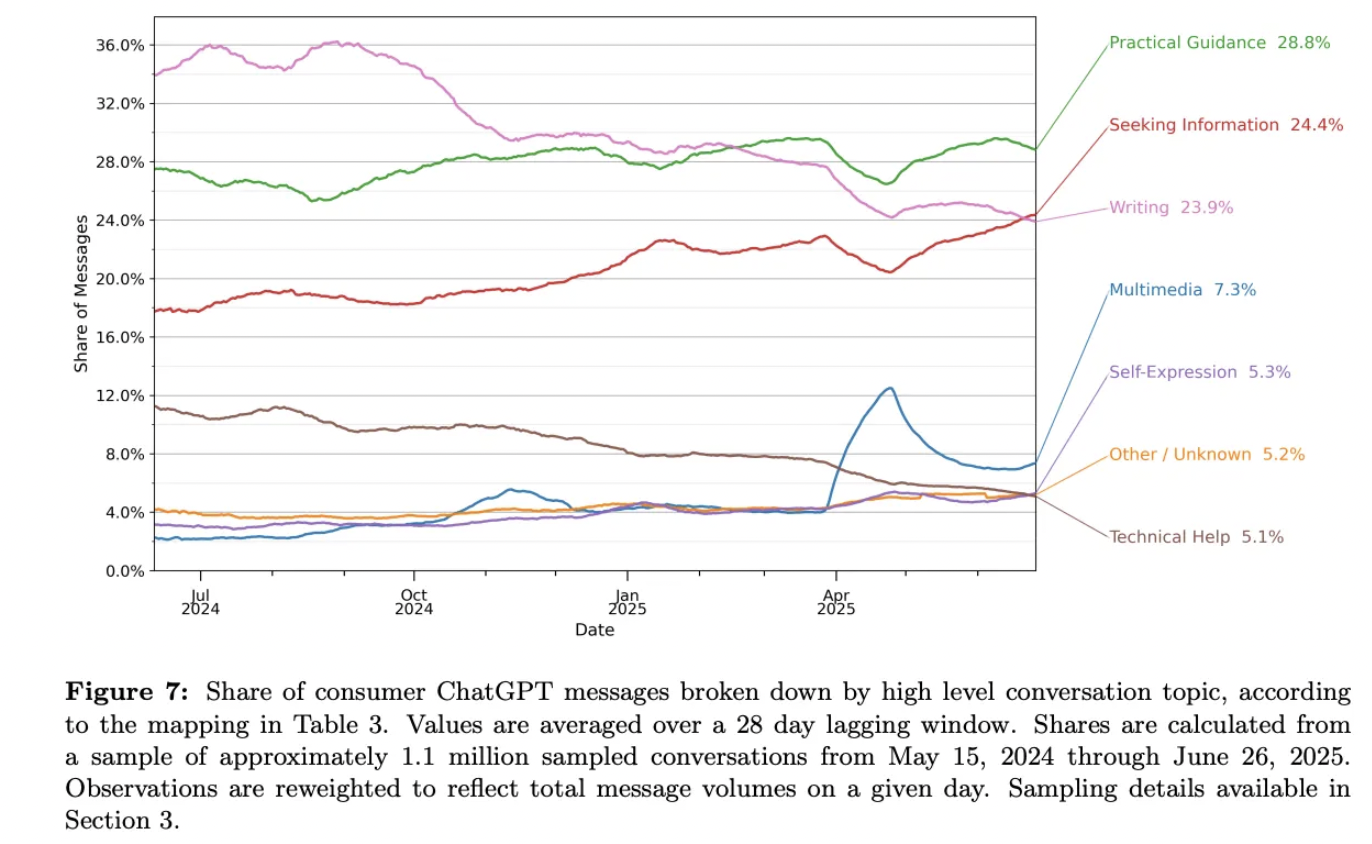 36.0%
32.0%
28.0%
24.0%
20.0%
16.0%
12.0%
8.0%
4.0%
0.0%
Share of Messages
Jul
2024
Oct
2024
Jan
2025
Apr
2025
Date
Practical Guidance 28.8%
Seeking Information 24.4%
Writing 23.9%
Multimedia 7.3%
Self-Expression 5.3%
Other / Unknown 5.2%
Technical Help 5.1%
Figure 7: Share of consumer ChatGPT messages broken down by high level conversation topic, according
to the mapping in Table 3. Values are averaged over a 28 day lagging window. Shares are calculated from
a sample of approximately 1.1 million sampled conversations from May 15, 2024 through June 26, 2025.
Observations are reweighted to reflect total message volumes on a given day. Sampling details available in
Section 3.